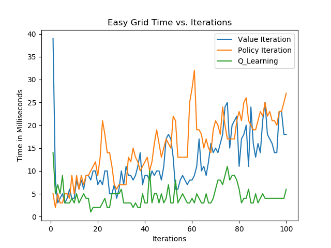 Easy Grid Time vs. Iterations
Value Iteration
Policy Iteration
Q_Learning
Time in Milliseconds
40
35
30
25
20
15
10
5
0
0 20 40 60 80 100
Iterations